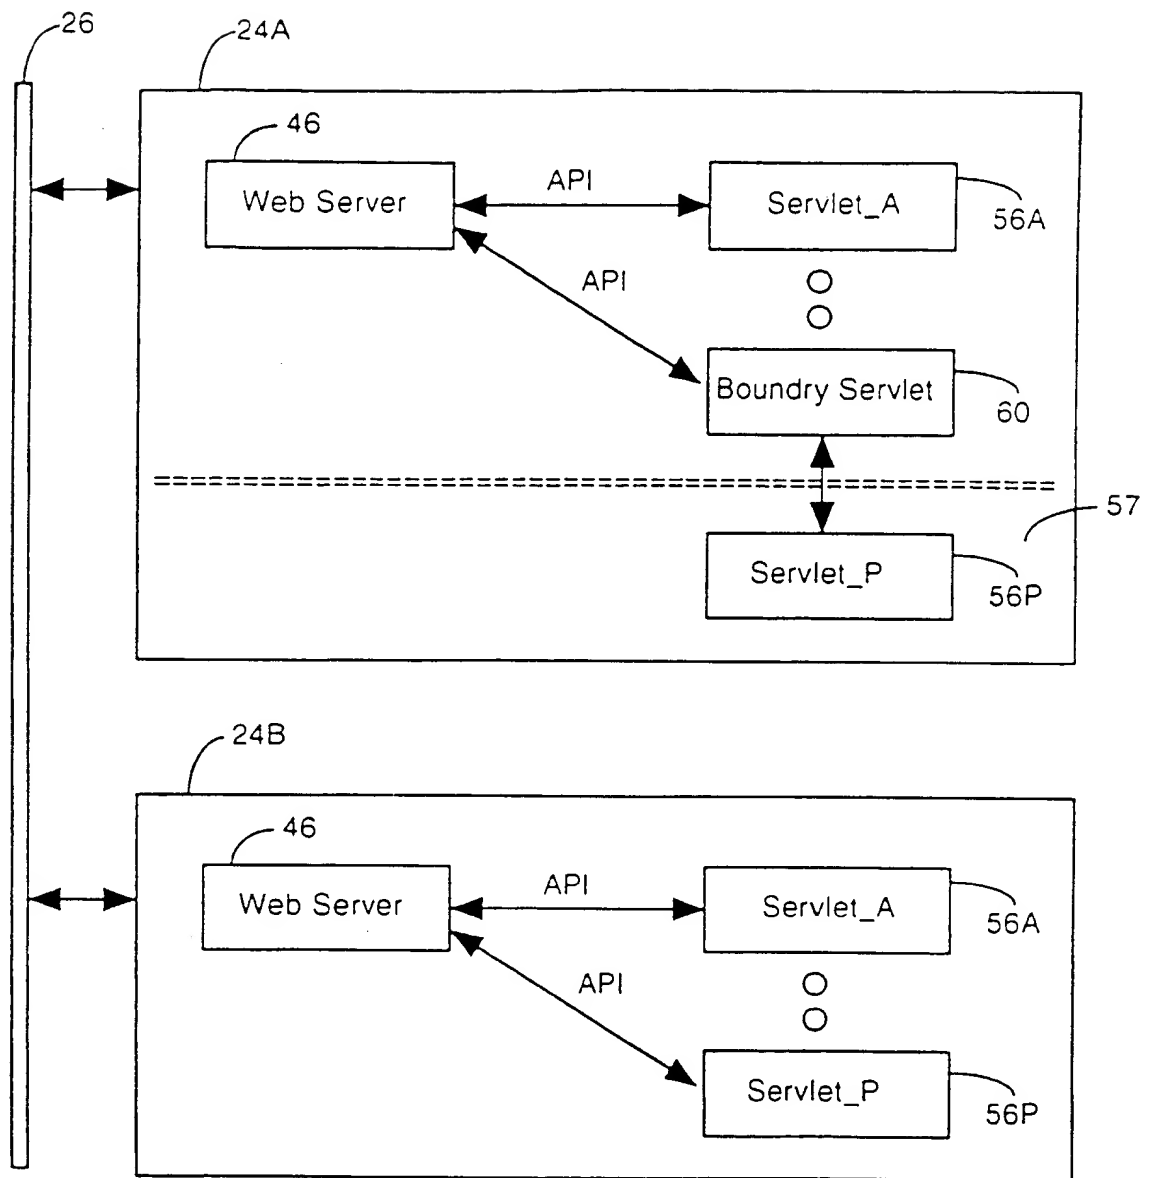 26
24A
46
Web Server
API
Servlet_A
56A
API
Boundry Servlet
60
57
Servlet_P
56P
24B
46
Web Server
API
Servlet_A
56A
API
Servlet_P
56P